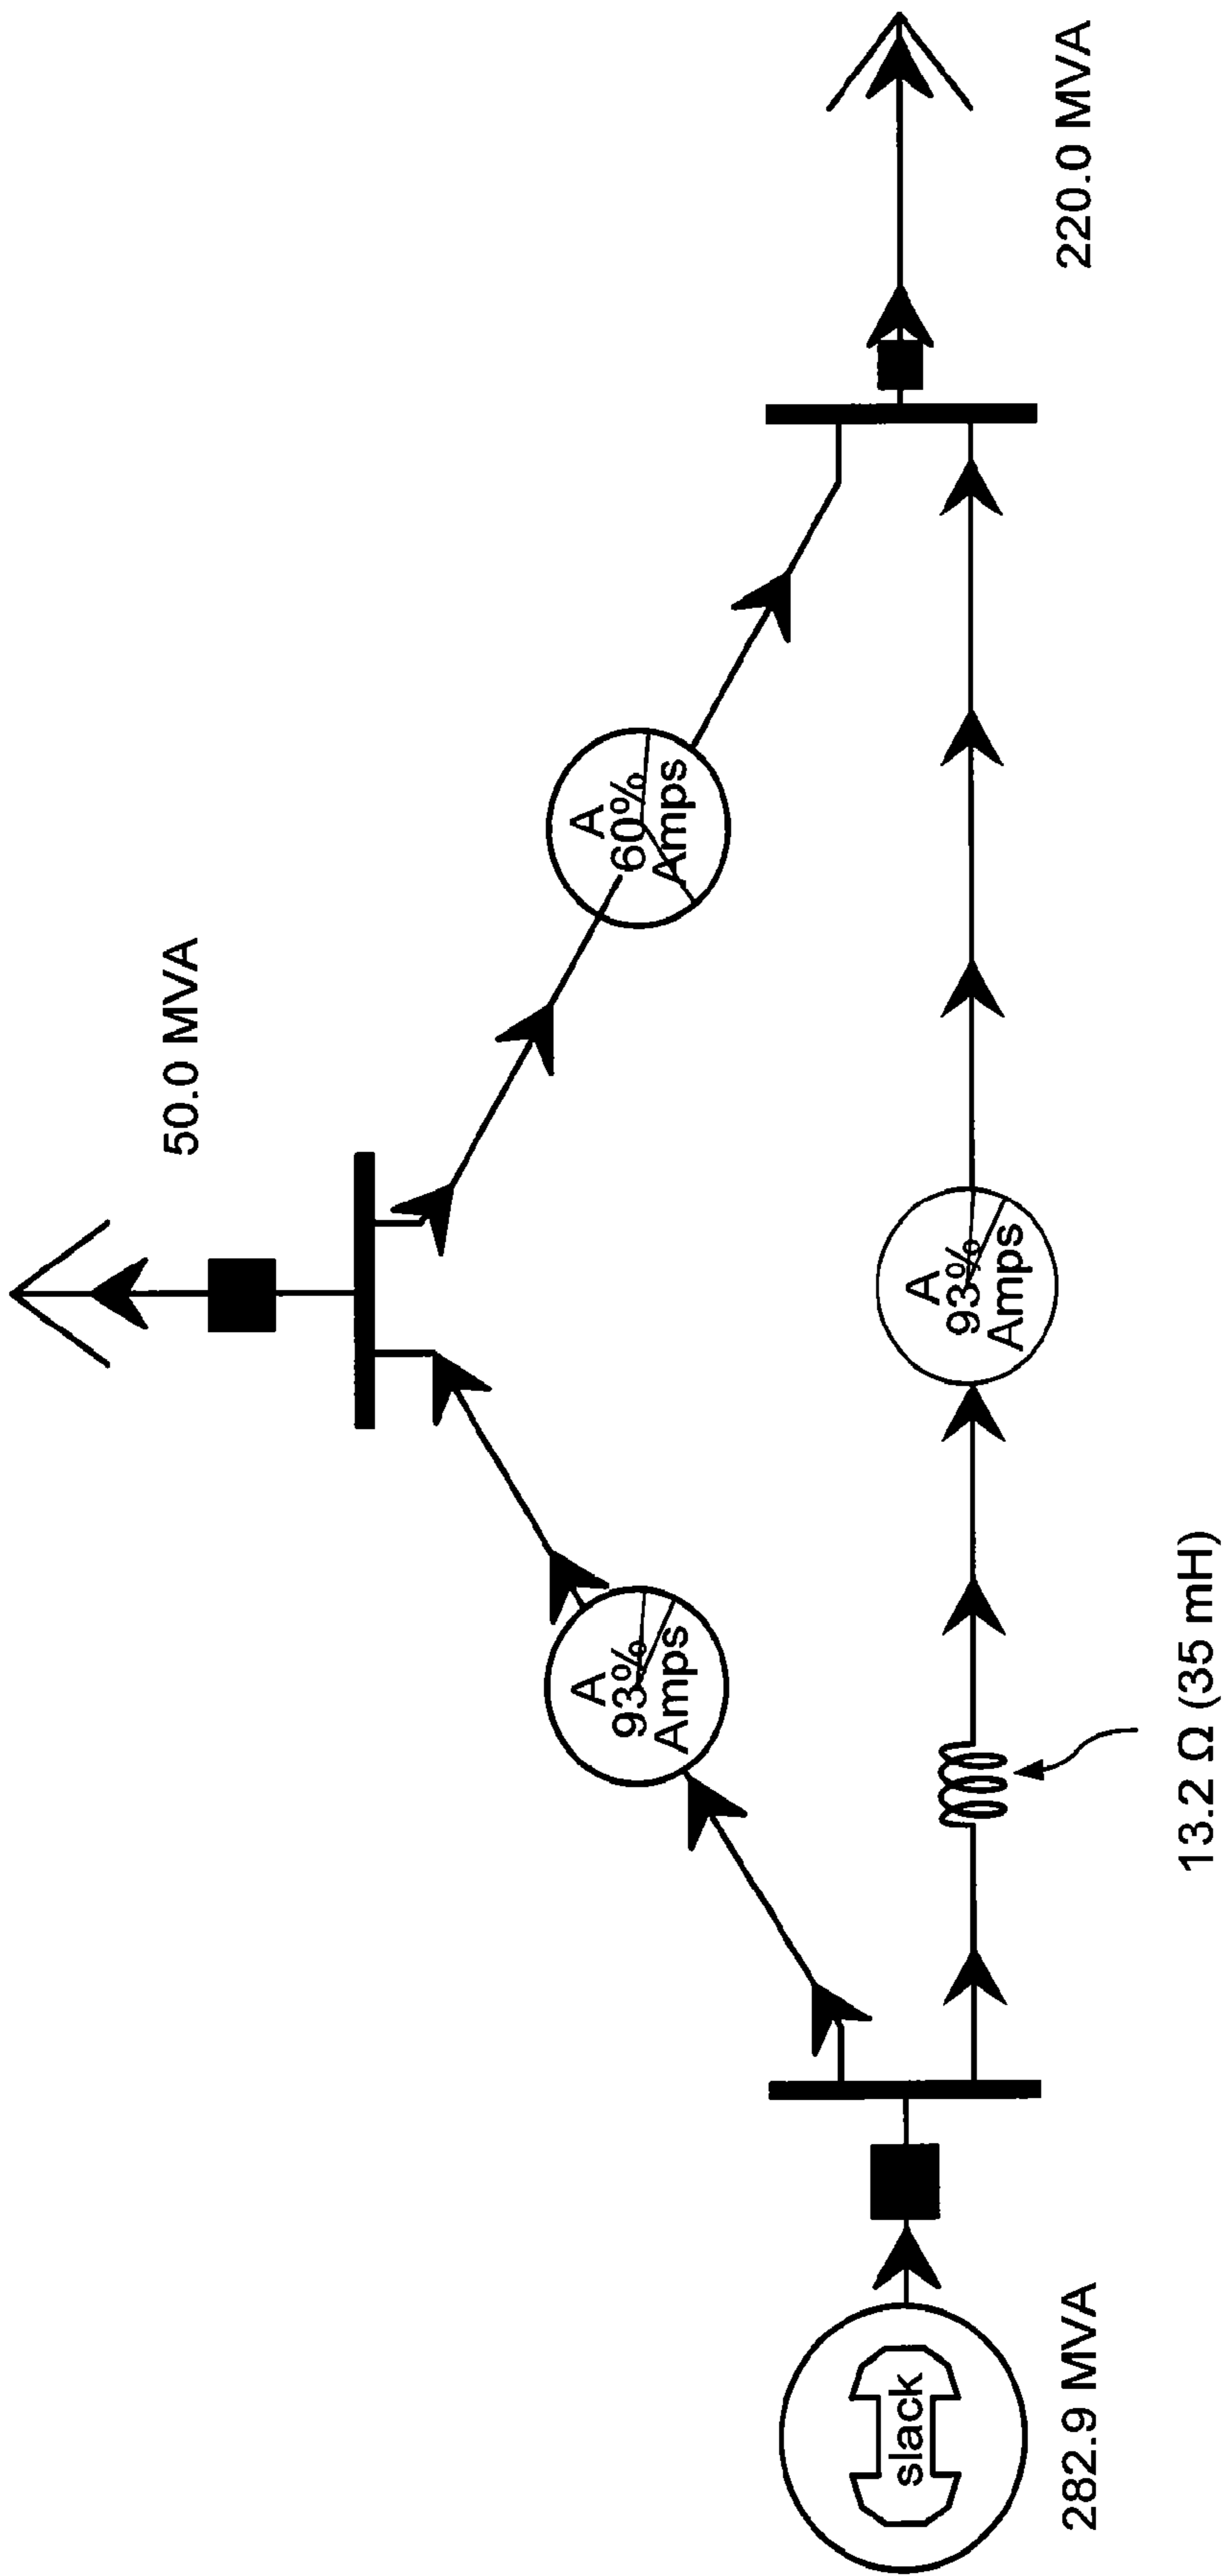 50.0 MVA
A
93%
Amps
A
60%
Amps
slack
282.9 MVA
A
93%
Amps
220.0 MVA
13.2 Ω (35 mH)